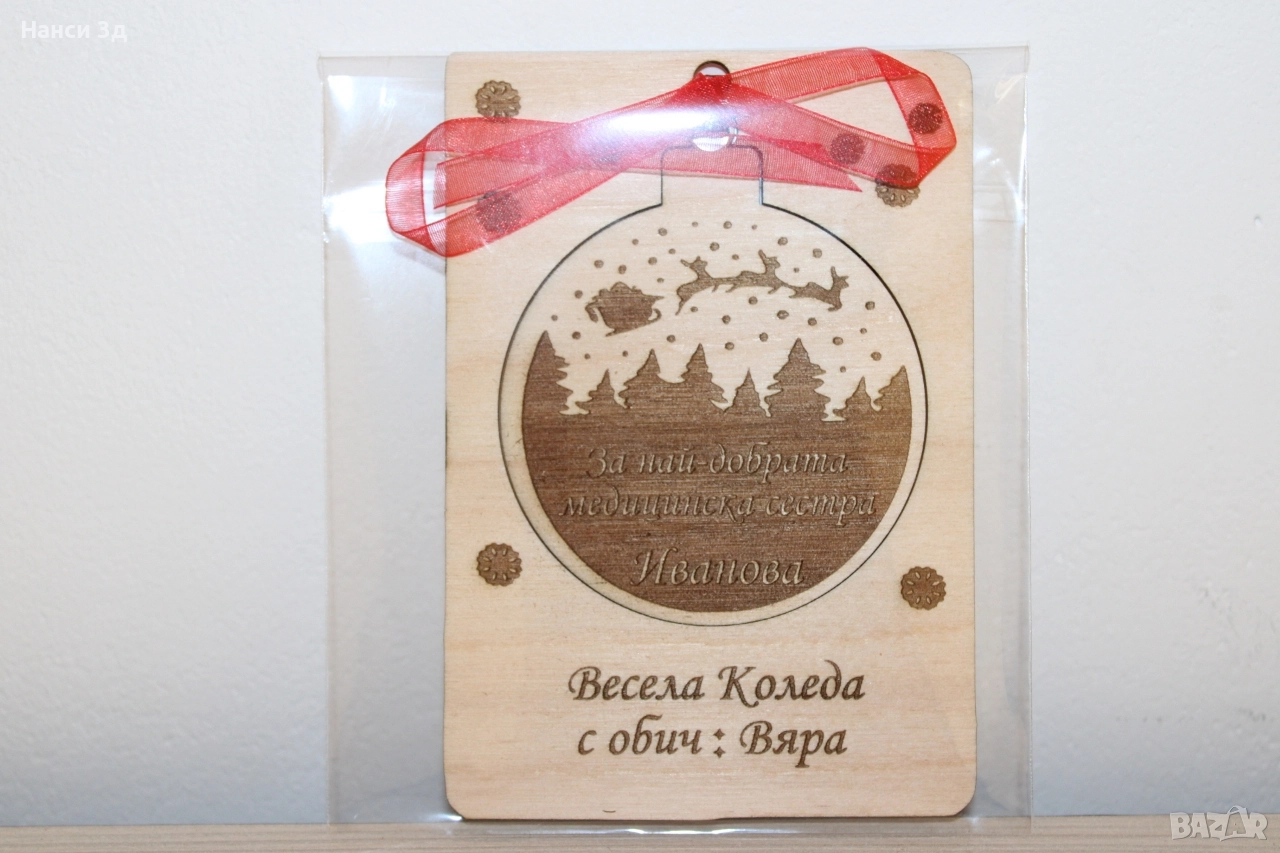 Нанси 3д
За най-добрата
медицинска сестра
Иванова
Весела Коледа
с обич : Вяра
BAZAR